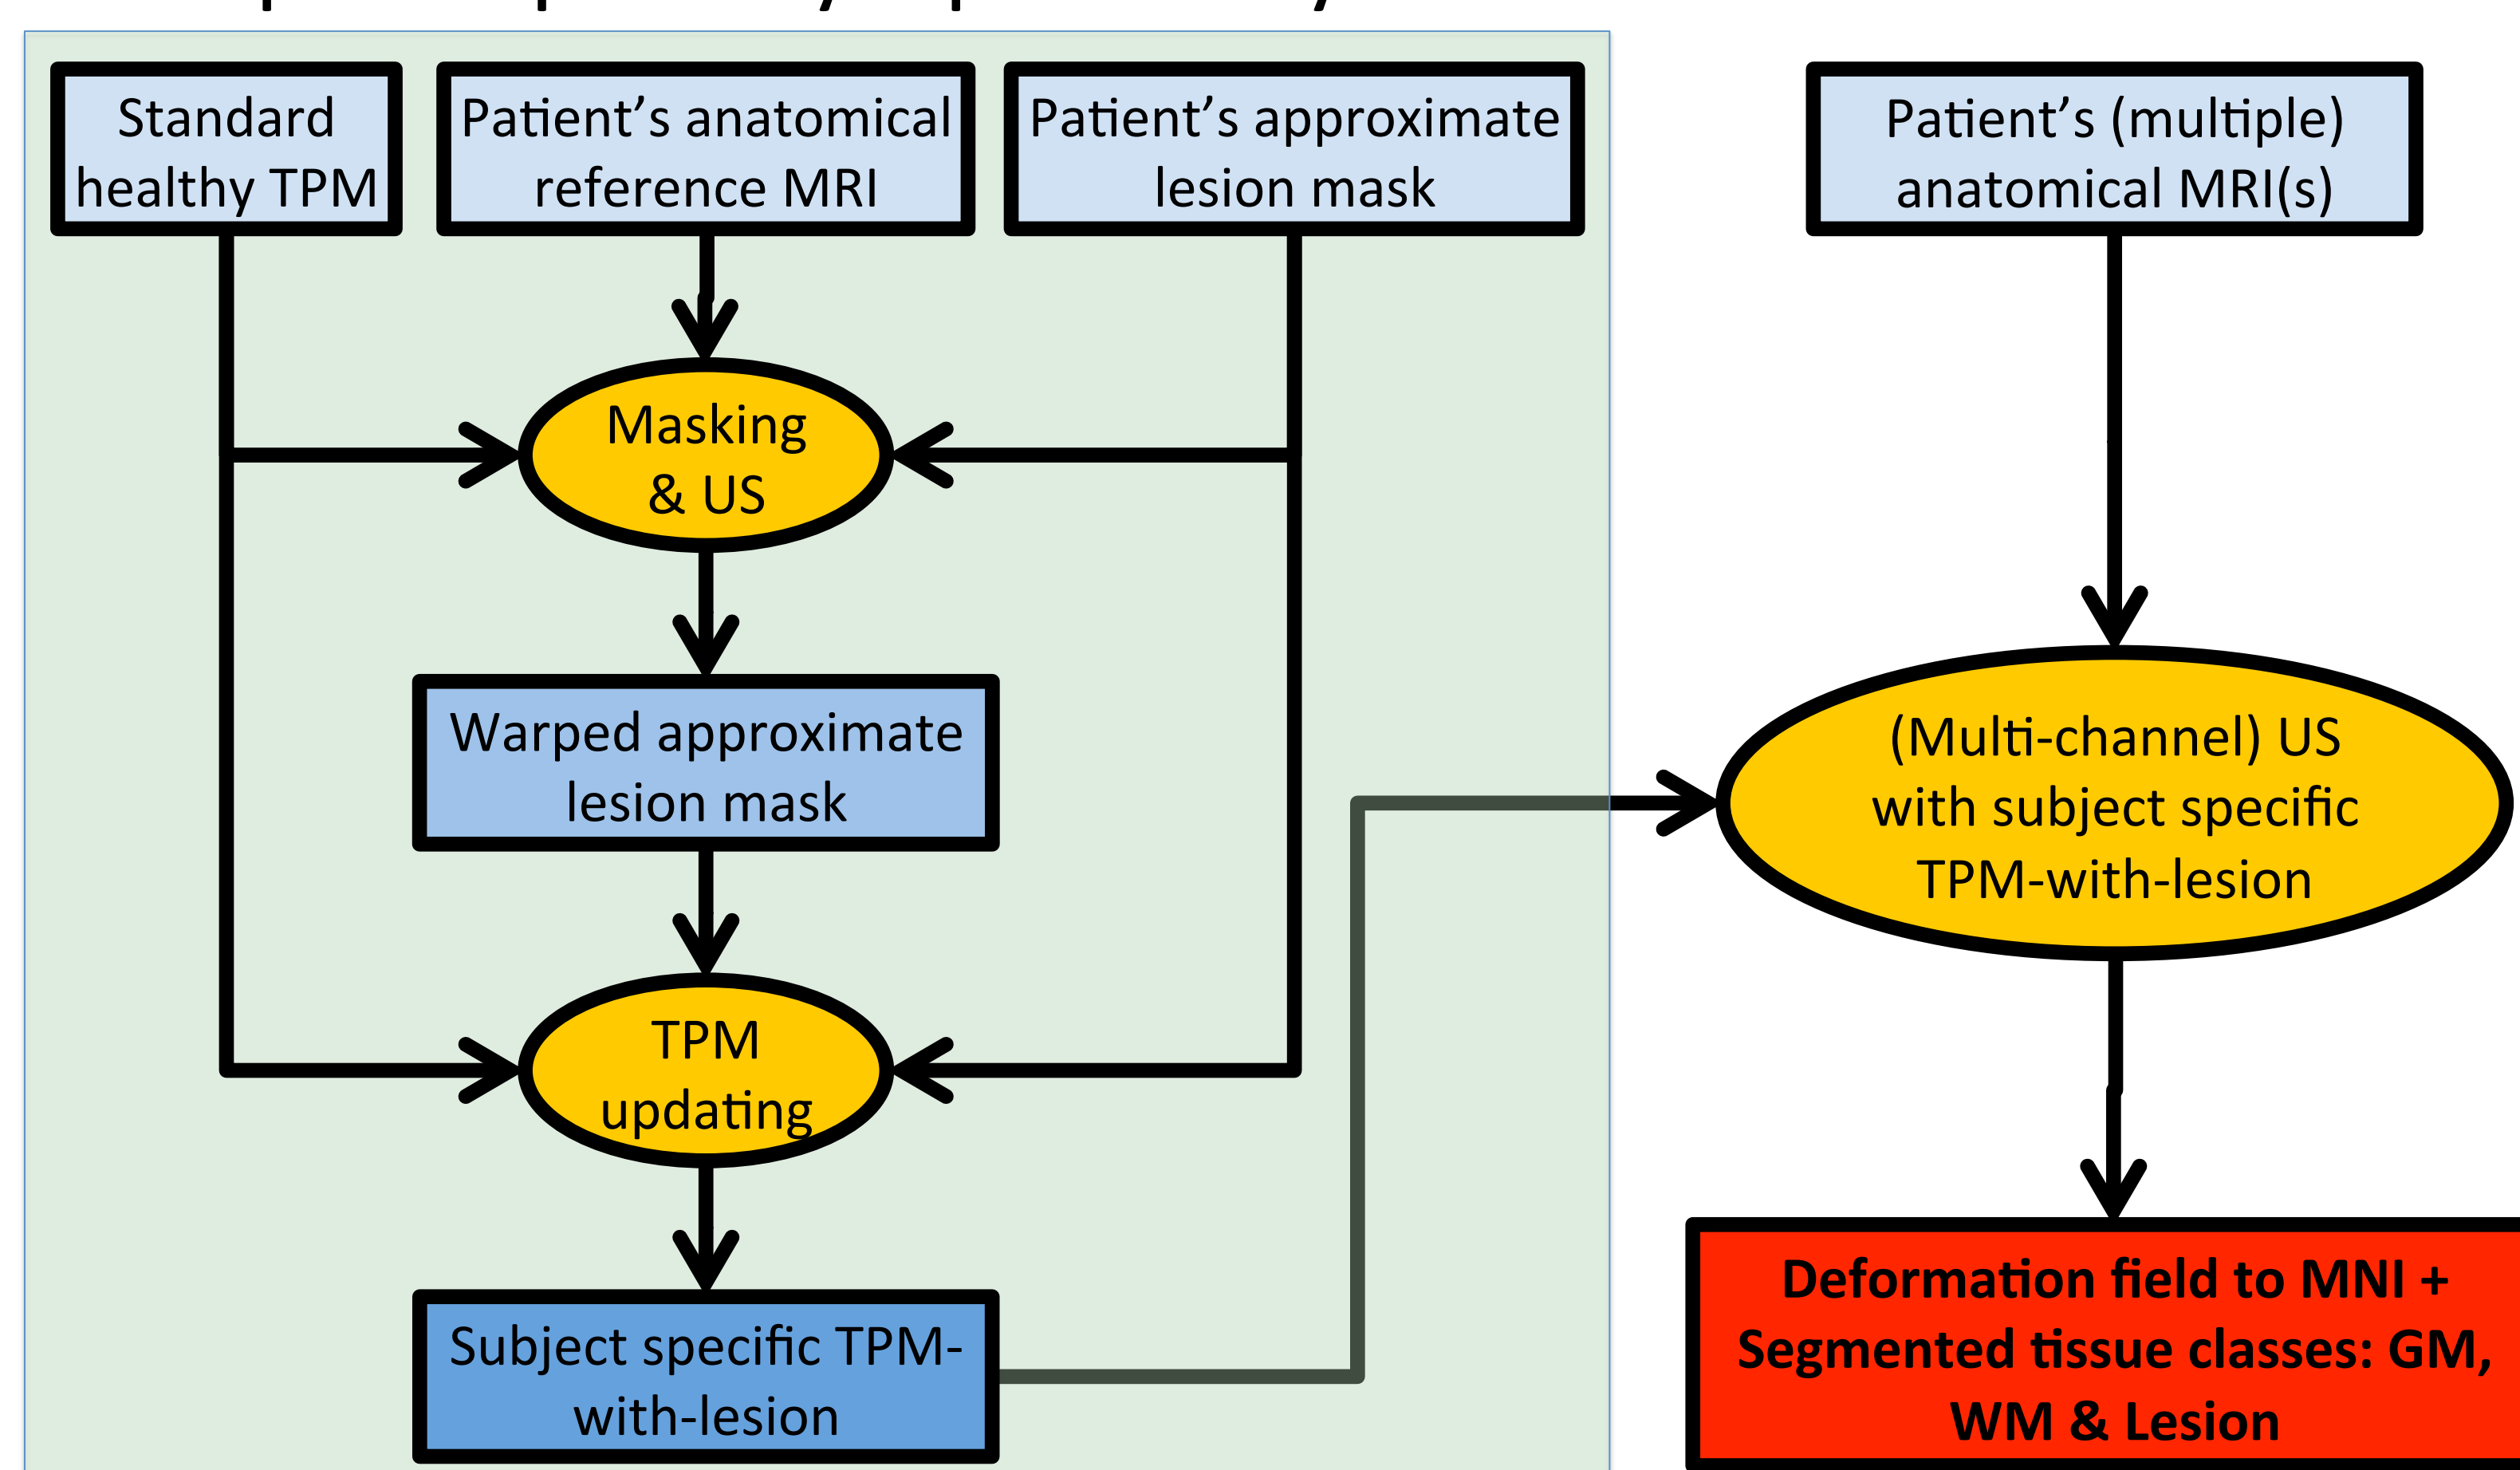 Standard
healthy TPM
Patient's anatomical
reference MRI
Patient's approximate
lesion mask
Patient's (multiple)
anatomical MRI(s)
Masking
& US
Warped approximate
lesion mask
(Multi-channel) US
with subject specific
TPM-with-lesion
TPM
updating
Subject specific TPM-
with-lesion
Deformation field to MNI +
Segmented tissue classes: GM,
WM & Lesion